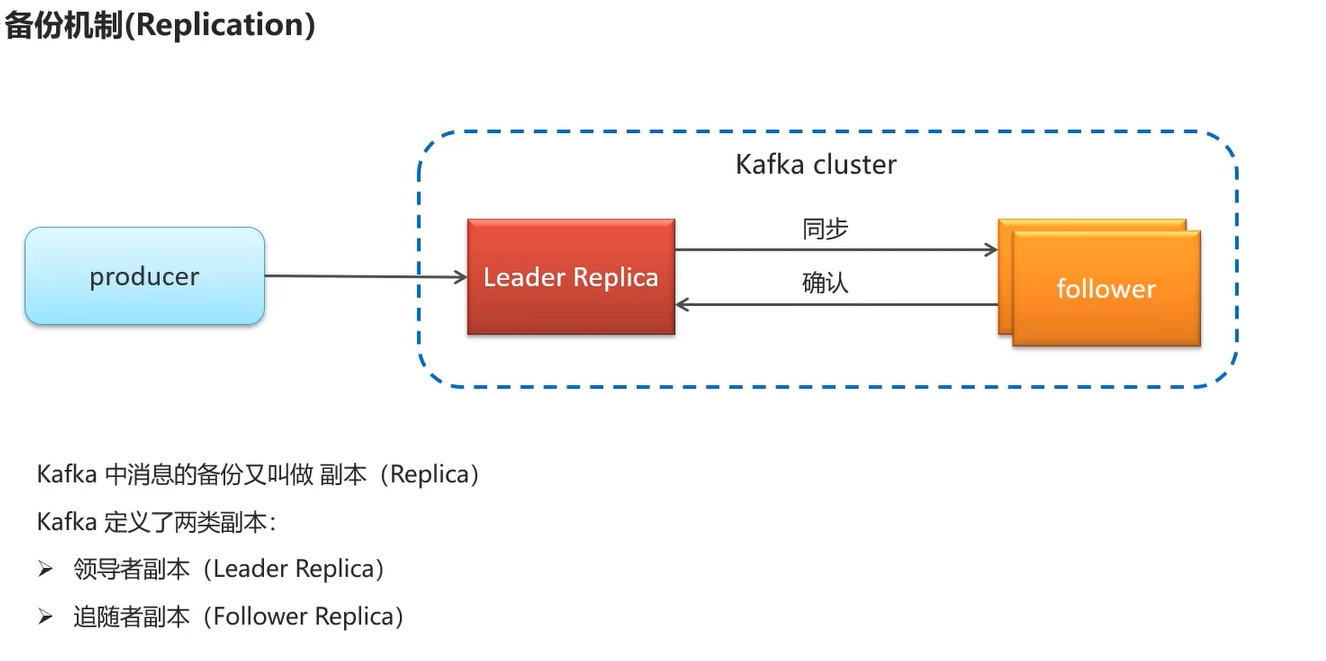 备份机制(Replication)
Kafka cluster
同步
producer
Leader Replica
确认
follower
Kafka 中消息的备份又叫做 副本（Replica）
Kafka 定义了两类副本：
➢ 领导者副本（Leader Replica）
➢ 追随者副本（Follower Replica）